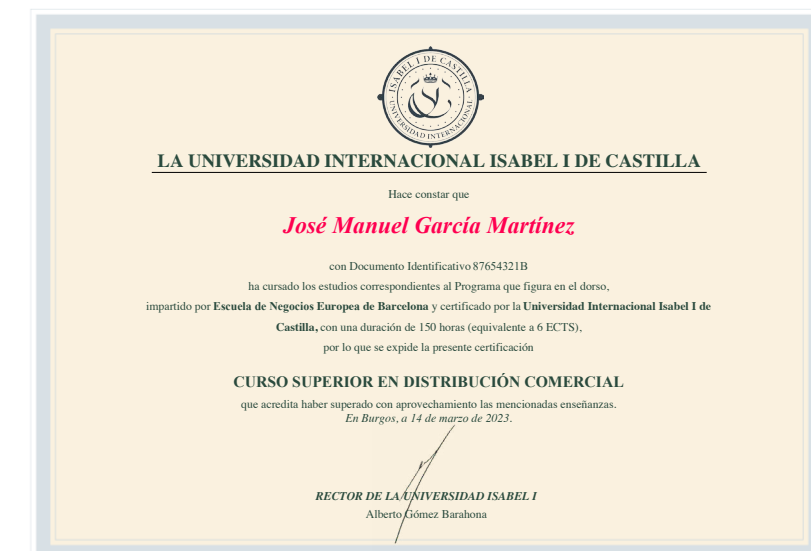 ISABEL I DE CASTILLA
UNIVERSIDAD INTERNACIONAL
LA UNIVERSIDAD INTERNACIONAL ISABEL I DE CASTILLA
Hace constar que
José Manuel García Martínez
con Documento Identificativo 87654321B
ha cursado los estudios correspondientes al Programa que figura en el dorso,
impartido por Escuela de Negocios Europea de Barcelona y certificado por la Universidad Internacional Isabel I de
Castilla, con una duración de 150 horas (equivalente a 6 ECTS),
por lo que se expide la presente certificación
CURSO SUPERIOR EN DISTRIBUCIÓN COMERCIAL
que acredita haber superado con aprovechamiento las mencionadas enseñanzas.
En Burgos, a 14 de marzo de 2023.
RECTOR DE LA UNIVERSIDAD ISABEL I
Alberto Gómez Barahona